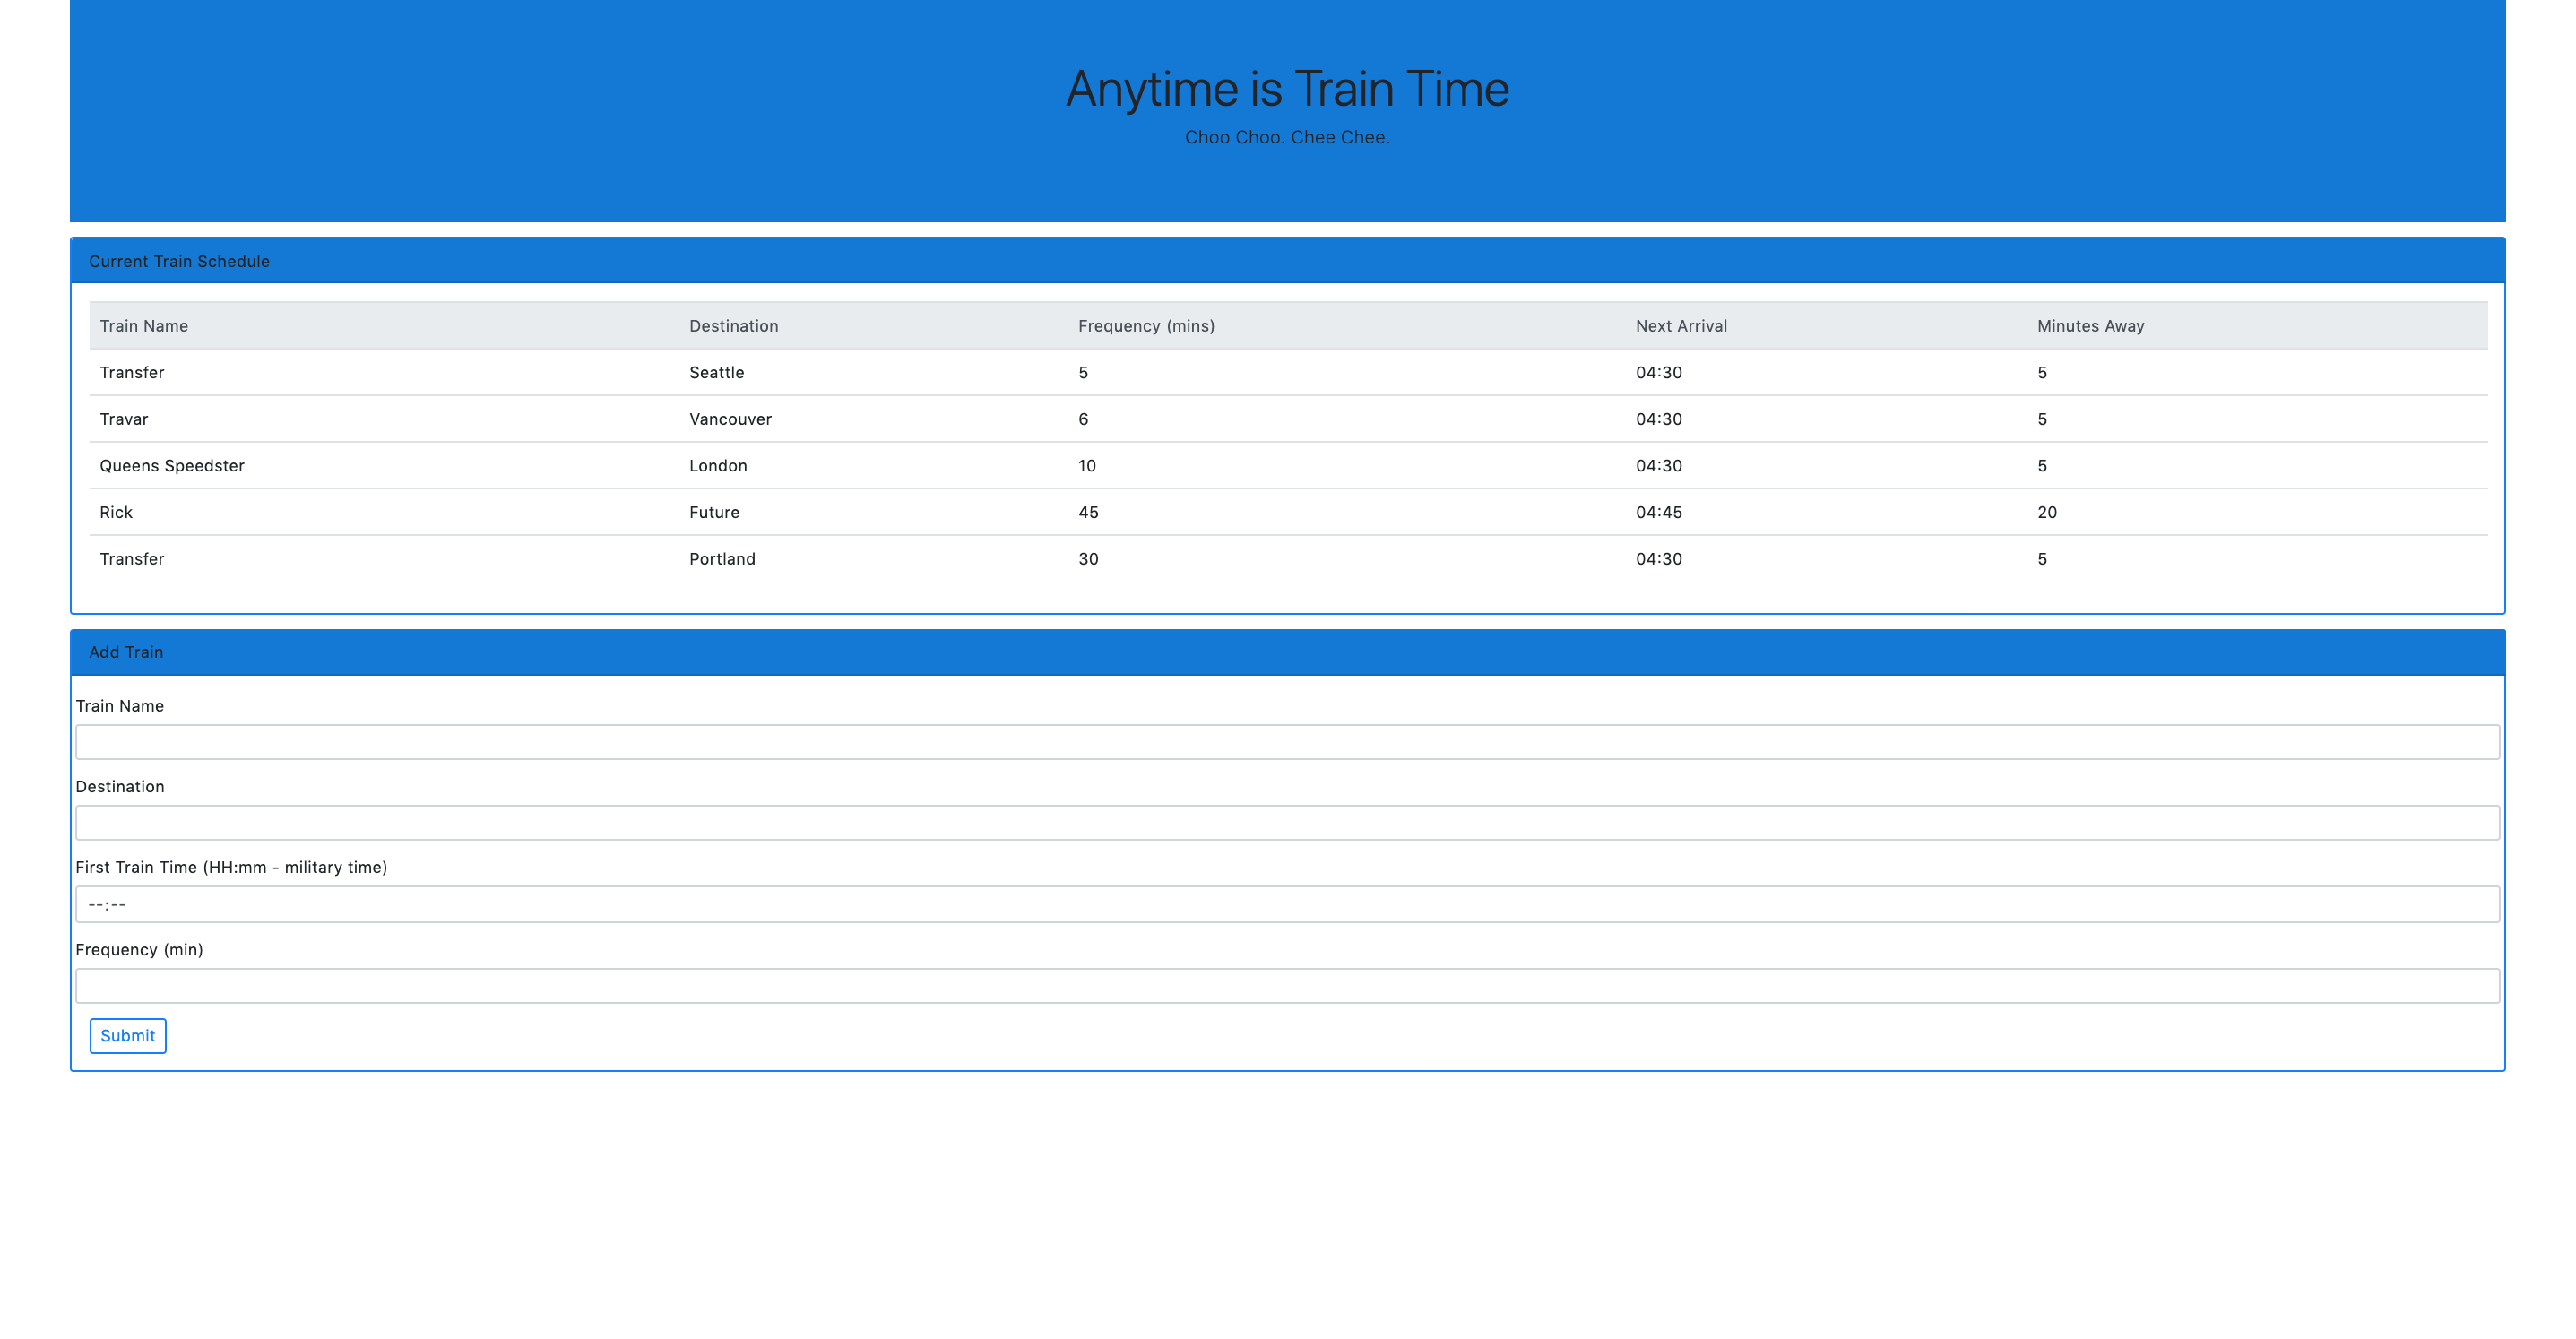 Anytime is Train Time
Choo Choo. Chee Chee.
Current Train Schedule
Train Name Destination Frequency (mins) Next Arrival Minutes Away
Transfer Seattle 5 04:30 5
Travar Vancouver 6 04:30 5
Queens Speedster London 10 04:30 5
Rick Future 45 04:45 20
Transfer Portland 30 04:30 5
Add Train
Train Name
Destination
First Train Time (HH:mm - military time)
--:--
Frequency (min)
Submit